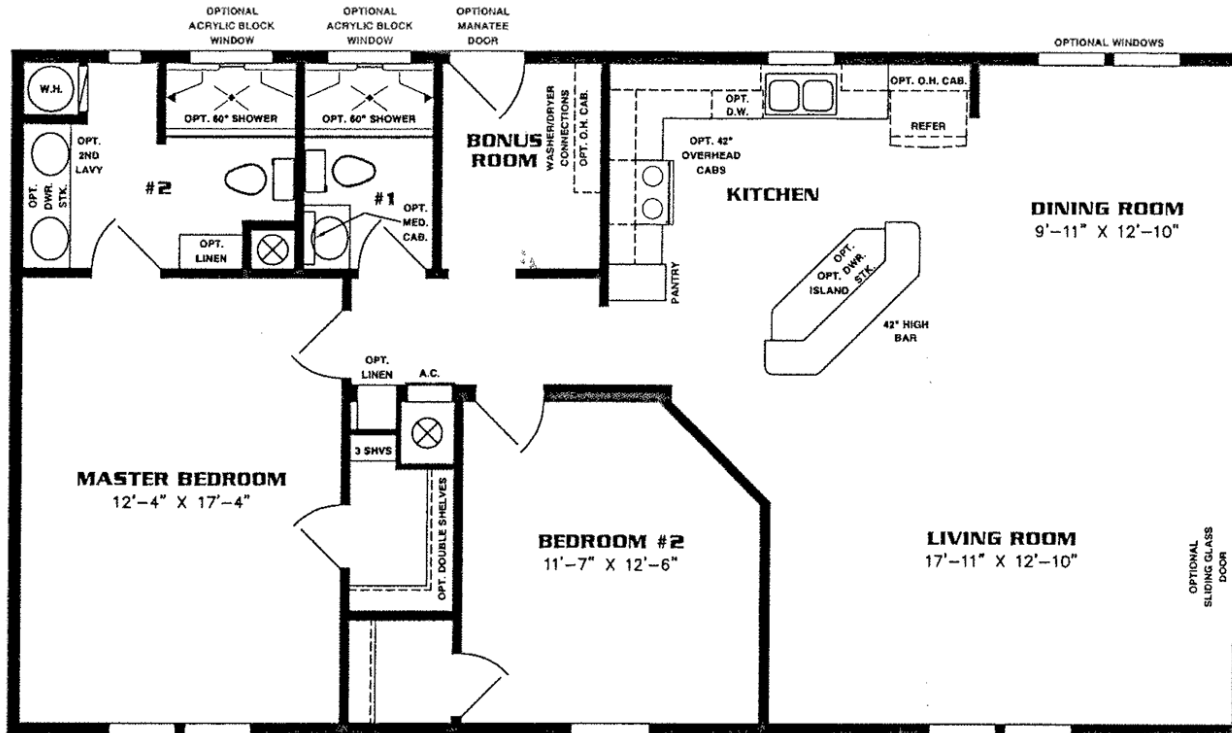 OPTIONAL
ACRYLIC BLOCK
WINDOW
OPTIONAL
ACRYLIC BLOCK
WINDOW
OPTIONAL
MANATEE
DOOR
OPTIONAL WINDOWS
W.H.
OPT. 60" SHOWER
OPT. 60" SHOWER
OPT.
2ND
LAVY
OPT.
DWR.
STK.
#2
OPT.
LINEN
#1
OPT.
MED.
CAB.
BONUS
ROOM
WASHER/DRYER
CONNECTIONS
OPT. O.H. CAB.
OPT.
D.W.
OPT. O.H. CAB.
REFER
OPT. 42"
OVERHEAD
CABS
KITCHEN
PANTRY
OPT.
DWR.
STK.
OPT.
ISLAND
42" HIGH
BAR
DINING ROOM
9'-11" X 12'-10"
OPT.
LINEN
A.C.
3 SHVS
OPT. DOUBLE SHELVES
MASTER BEDROOM
12'-4" X 17'-4"
BEDROOM #2
11'-7" X 12'-6"
LIVING ROOM
17'-11" X 12'-10"
OPTIONAL
SLIDING GLASS
DOOR